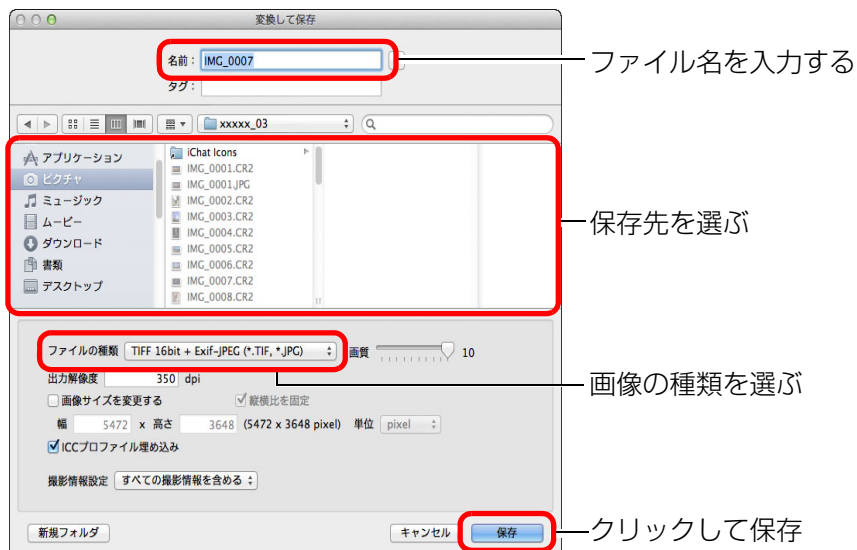 変換して保存
名前： IMG_0007
ファイル名を入力する
タグ：
xxxxx_03
アプリケーション
ピクチャ
ミュージック
ムービー
ダウンロード
書類
デスクトップ
iChat Icons
IMG_0001.CR2
IMG_0001.JPG
IMG_0002.CR2
IMG_0003.CR2
IMG_0004.CR2
IMG_0005.CR2
IMG_0006.CR2
IMG_0007.CR2
IMG_0008.CR2
保存先を選ぶ
ファイルの種類 TIFF 16bit + Exif-JPEG (*.TIF, *.JPG) 画質 10
出力解像度 350 dpi
画像の種類を選ぶ
画像サイズを変更する 縦横比を固定
幅 5472 x 高さ 3648 (5472 x 3648 pixel) 単位 pixel
ICCプロファイル埋め込み
撮影情報設定 すべての撮影情報を含める
新規フォルダ キャンセル 保存
クリックして保存